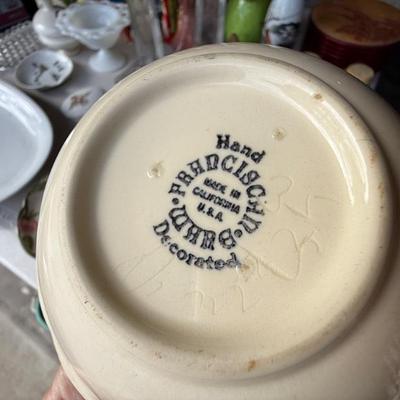 Hand
FRANCISCAN
MADE IN
CALIFORNIA
U.S.A.
WARE
Decorated